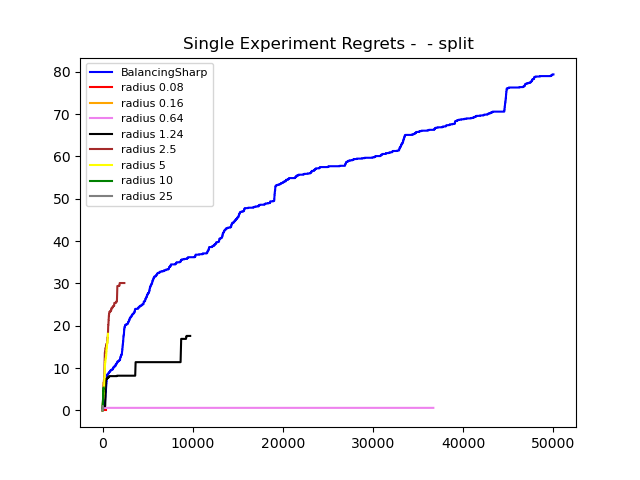 Single Experiment Regrets -  - split
BalancingSharp
radius 0.08
radius 0.16
radius 0.64
radius 1.24
radius 2.5
radius 5
radius 10
radius 25
80
70
60
50
40
30
20
10
0
0 10000 20000 30000 40000 50000